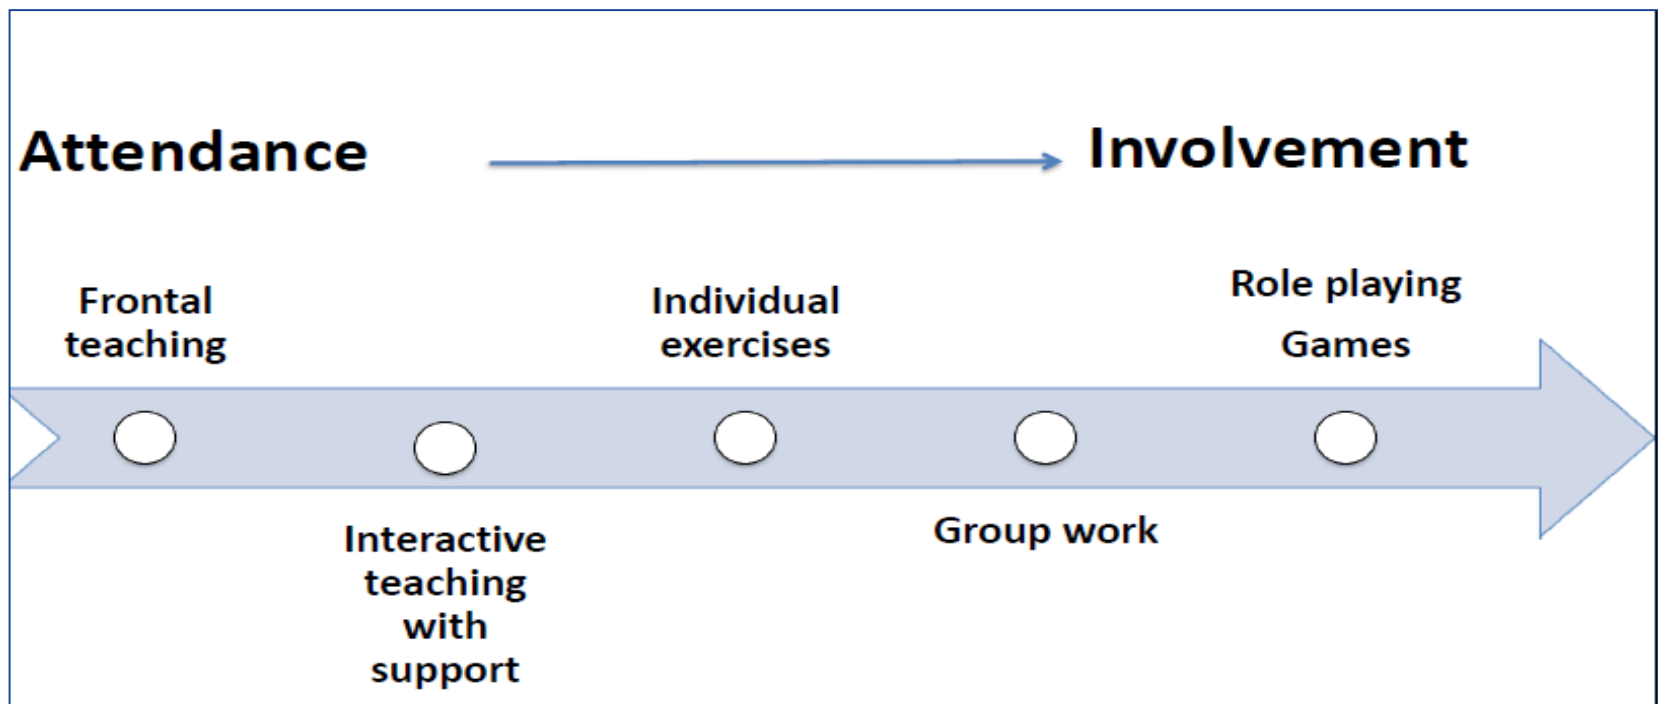 Attendance
Involvement
Frontal
teaching
Individual
exercises
Role playing
Games
Interactive
teaching
with
support
Group work